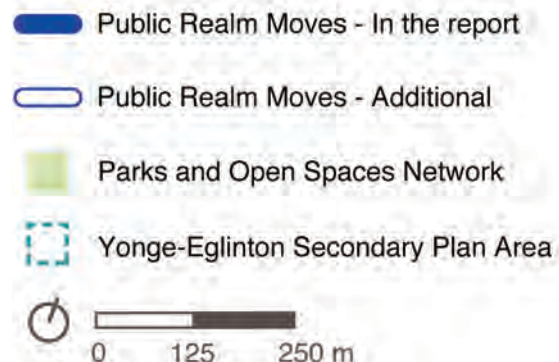 Public Realm Moves - In the report
Public Realm Moves - Additional
Parks and Open Spaces Network
Yonge-Eglinton Secondary Plan Area
0 125 250 m